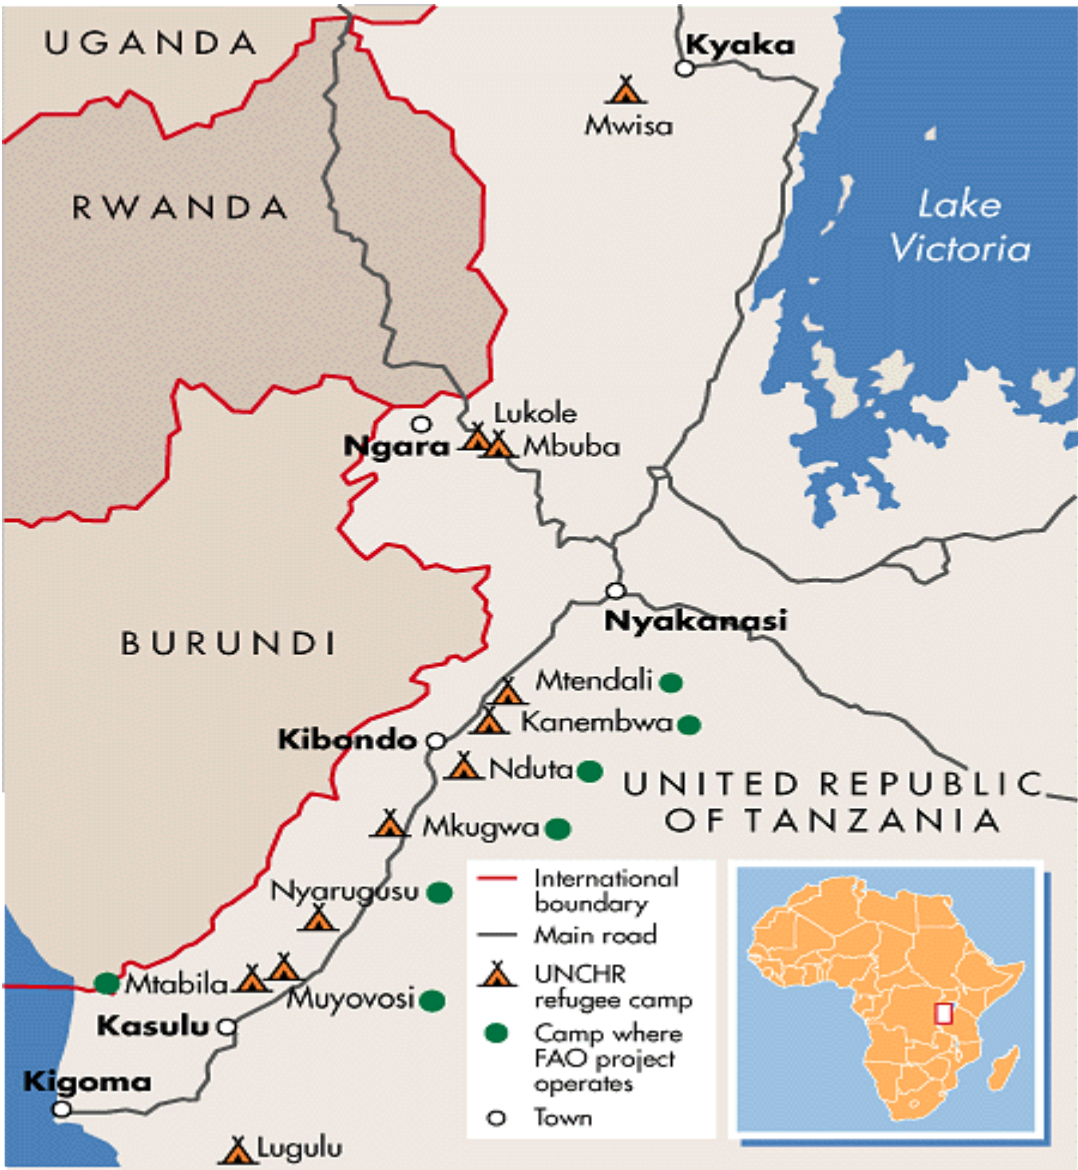 UGANDA
Kyaka
Mwisa
RWANDA
Lake
Victoria
Lukole
Ngara
Mbuba
BURUNDI
Nyakanasi
Mtendali
Kanembwa
Kibondo
Nduta
UNITED REPUBLIC
OF TANZANIA
Mkugwa
Nyarugusu
Mtabila
Muyovosi
Kasulu
Kigoma
Lugulu
International
boundary
Main road
UNCHR
refugee camp
Camp where
FAO project
operates
Town